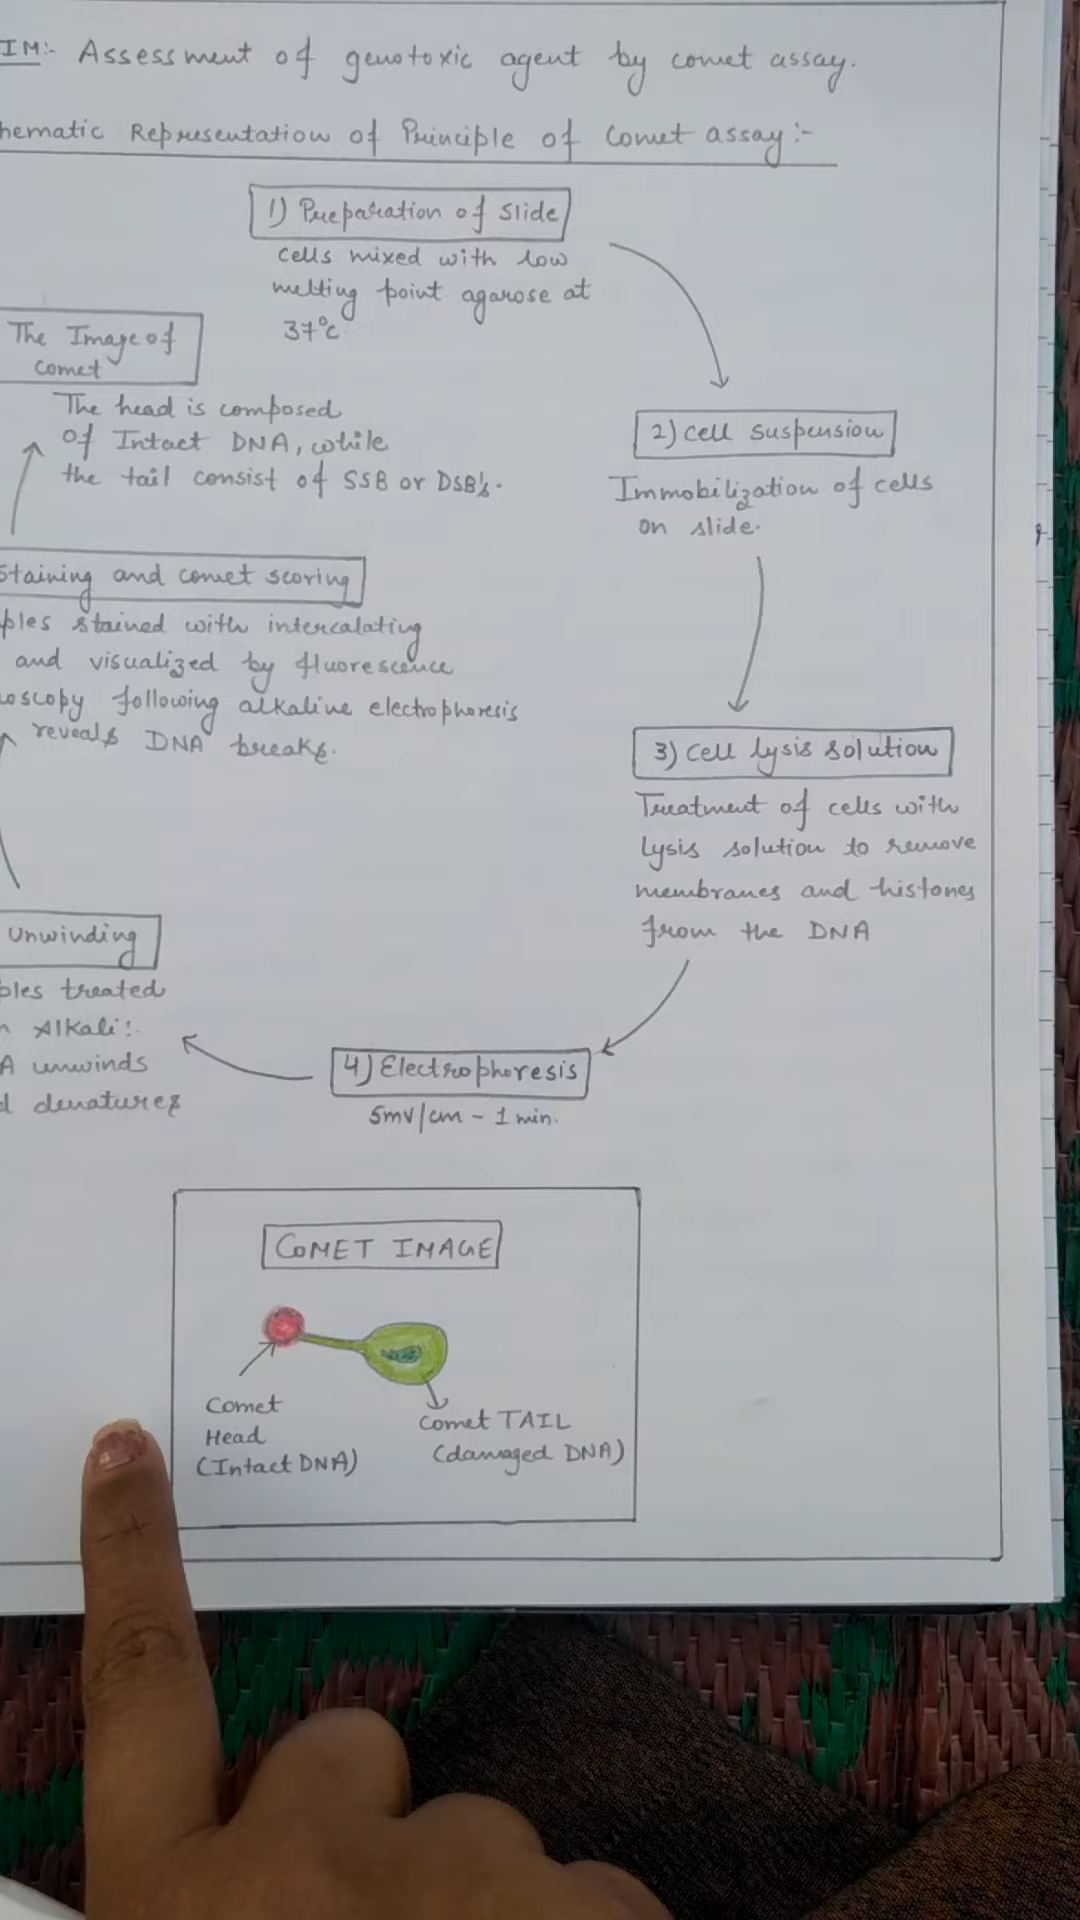 IM:- Assessment of genotoxic agent by comet assay.
hematic Representation of Principle of Comet assay:-
1) Preparation of slide
cells mixed with low
melting point agarose at
37°c
2) cell suspension
Immobilization of cells
on slide.
3) cell lysis solution
Treatment of cells with
lysis solution to remove
membranes and histones
from the DNA
4) Electrophoresis
5mv/cm - 1 min.
Unwinding
ples treated
n Alkali:
A unwinds
d denatures
Staining and comet scoring
ples stained with intercalating
and visualized by fluorescence
oscopy following alkaline electrophoresis
reveals DNA breaks.
The Image of
comet
The head is composed
of Intact DNA, while
the tail consist of SSB or DSB's.
COMET IMAGE
Comet
Head
(Intact DNA)
Comet TAIL
(damaged DNA)